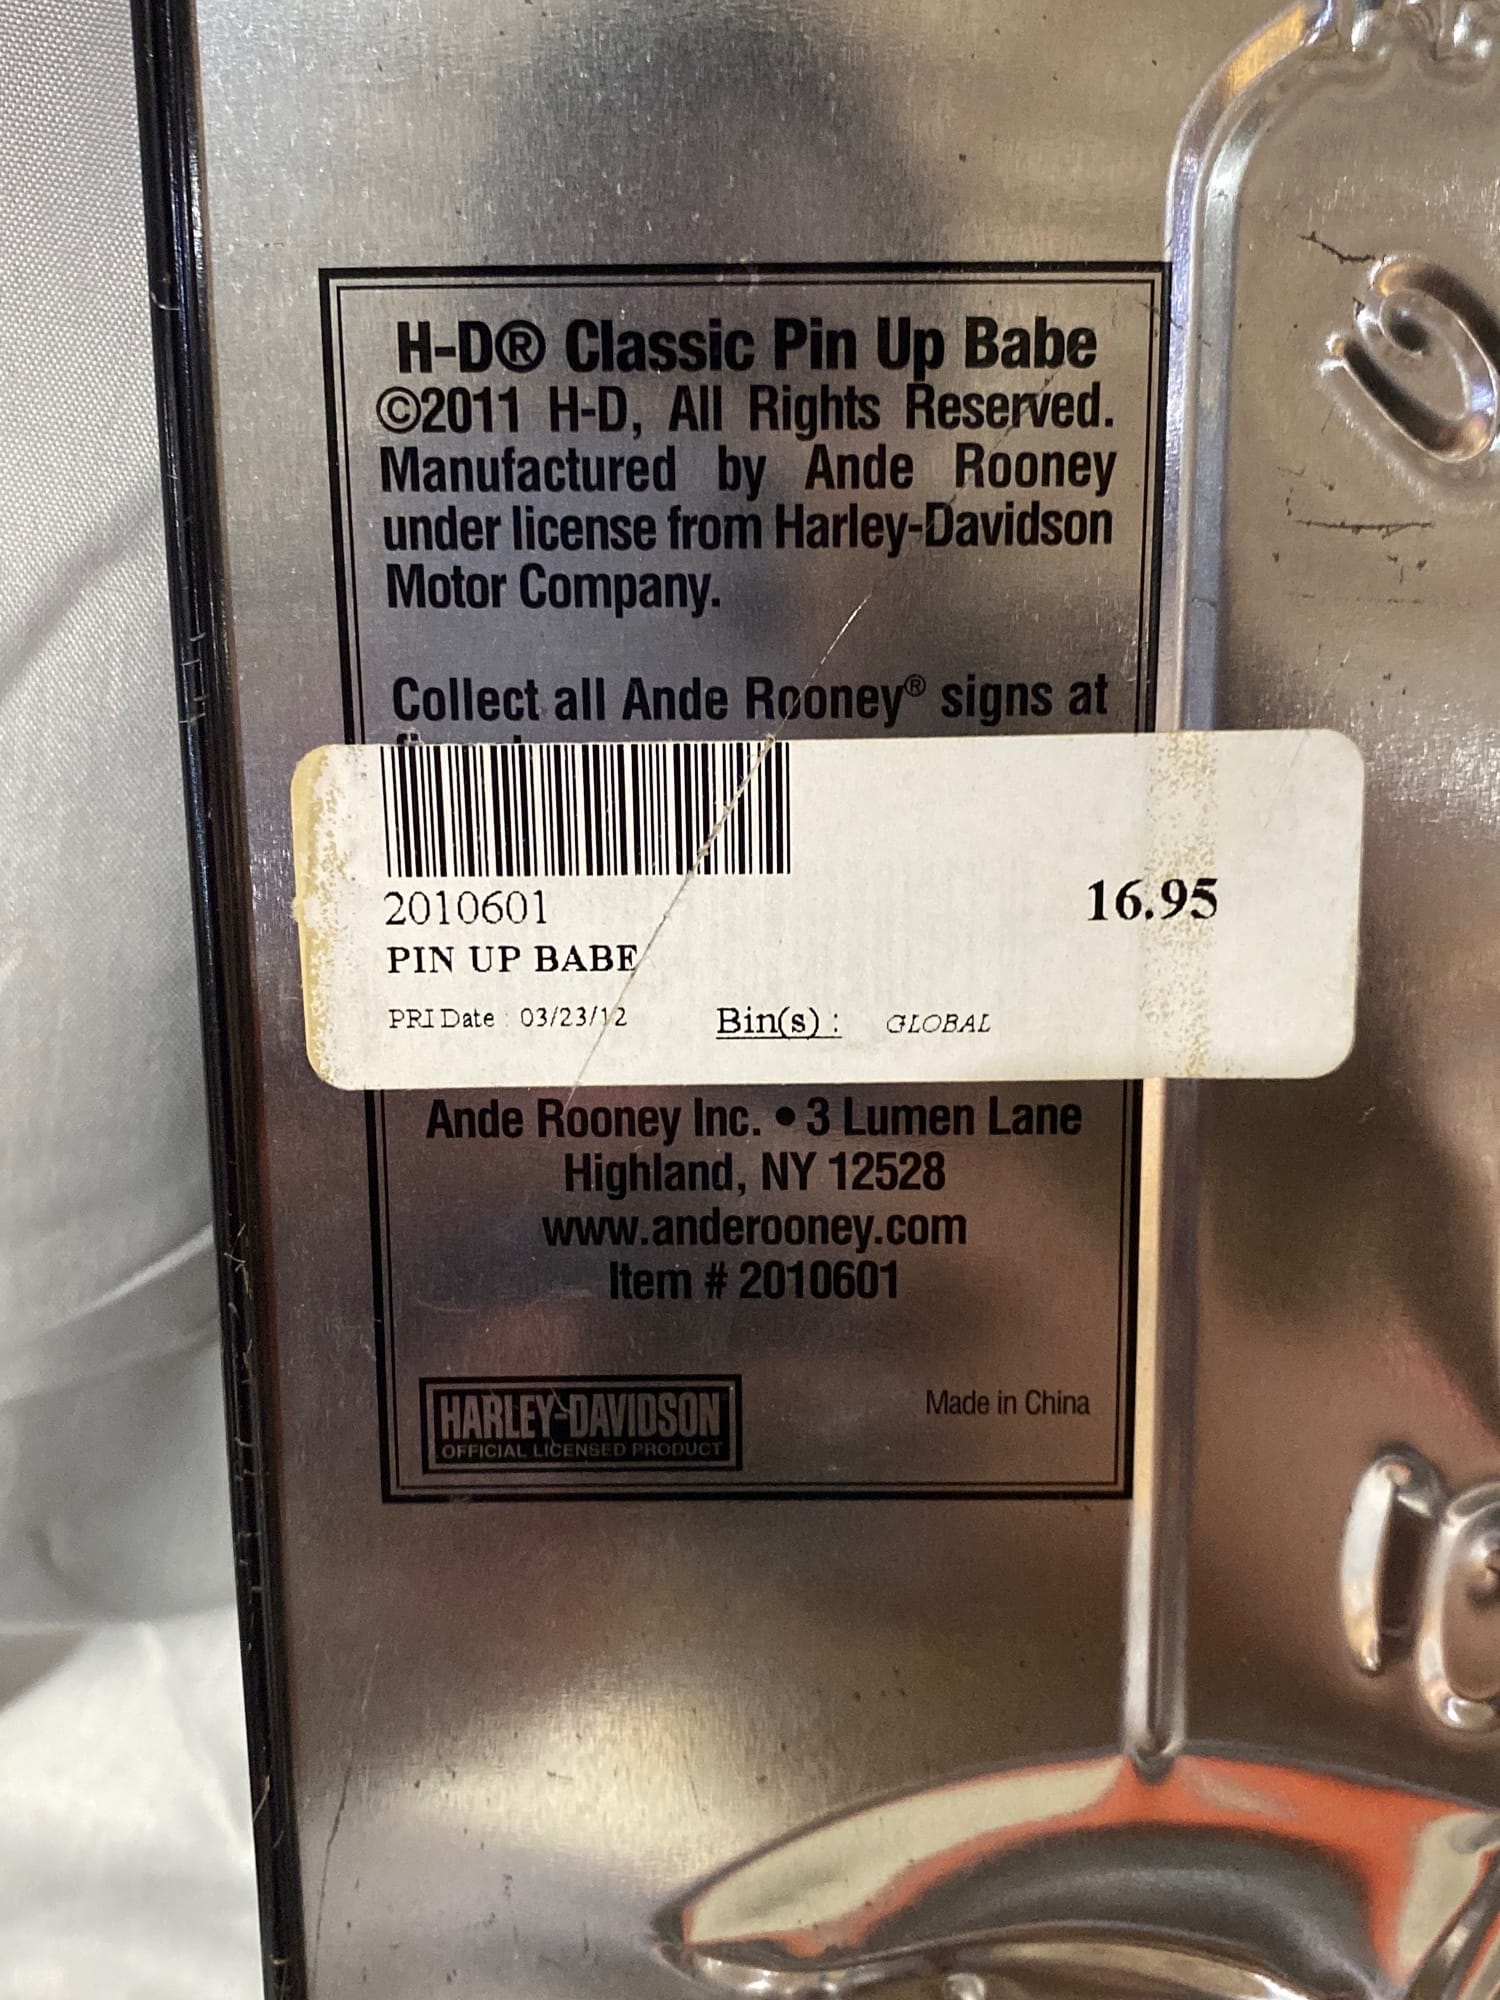 H-D® Classic Pin Up Babe
©2011 H-D, All Rights Reserved.
Manufactured by Ande Rooney
under license from Harley-Davidson
Motor Company.
Collect all Ande Rooney® signs at
2010601
16.95
PIN UP BABE
PRI Date : 03/23/12 Bin(s) : GLOBAL
Ande Rooney Inc. • 3 Lumen Lane
Highland, NY 12528
www.anderooney.com
Item # 2010601
HARLEY-DAVIDSON
OFFICIAL LICENSED PRODUCT
Made in China